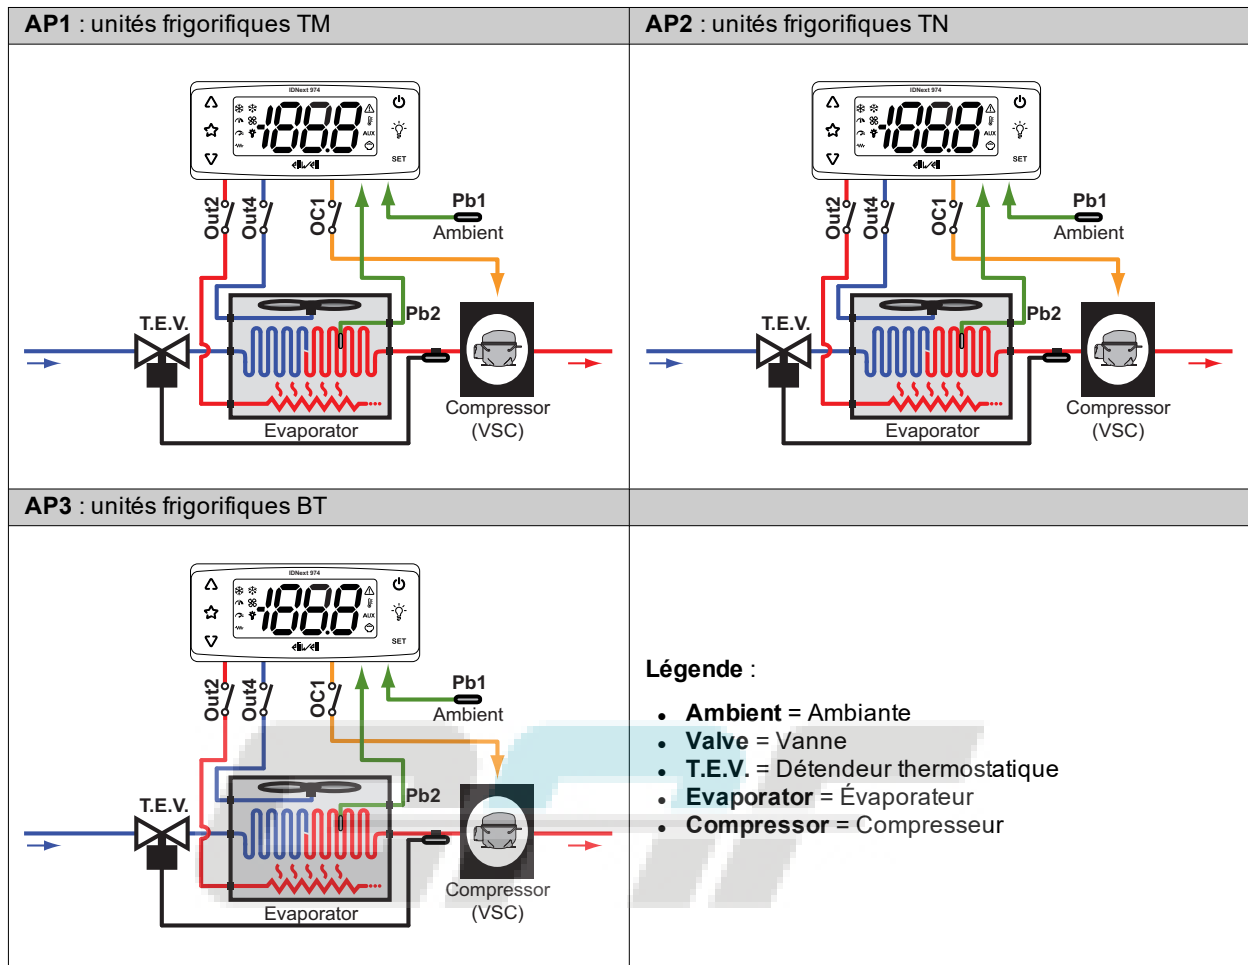 AP1 : unités frigorifiques TM
AP2 : unités frigorifiques TN
IDNext 974
-188.8
AUX
SET
eliwell
Out2
Out4
OC1
Pb1
Ambient
T.E.V.
Pb2
Evaporator
Compressor
(VSC)
IDNext 974
-188.8
AUX
SET
eliwell
Out2
Out4
OC1
Pb1
Ambient
T.E.V.
Pb2
Evaporator
Compressor
(VSC)
AP3 : unités frigorifiques BT
IDNext 974
-188.8
AUX
SET
eliwell
Out2
Out4
OC1
Pb1
Ambient
T.E.V.
Pb2
Evaporator
Compressor
(VSC)
Légende :
• Ambient = Ambiante
• Valve = Vanne
• T.E.V. = Détendeur thermostatique
• Evaporator = Évaporateur
• Compressor = Compresseur